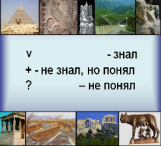 v - знал
+ - не знал, но понял
? – не понял